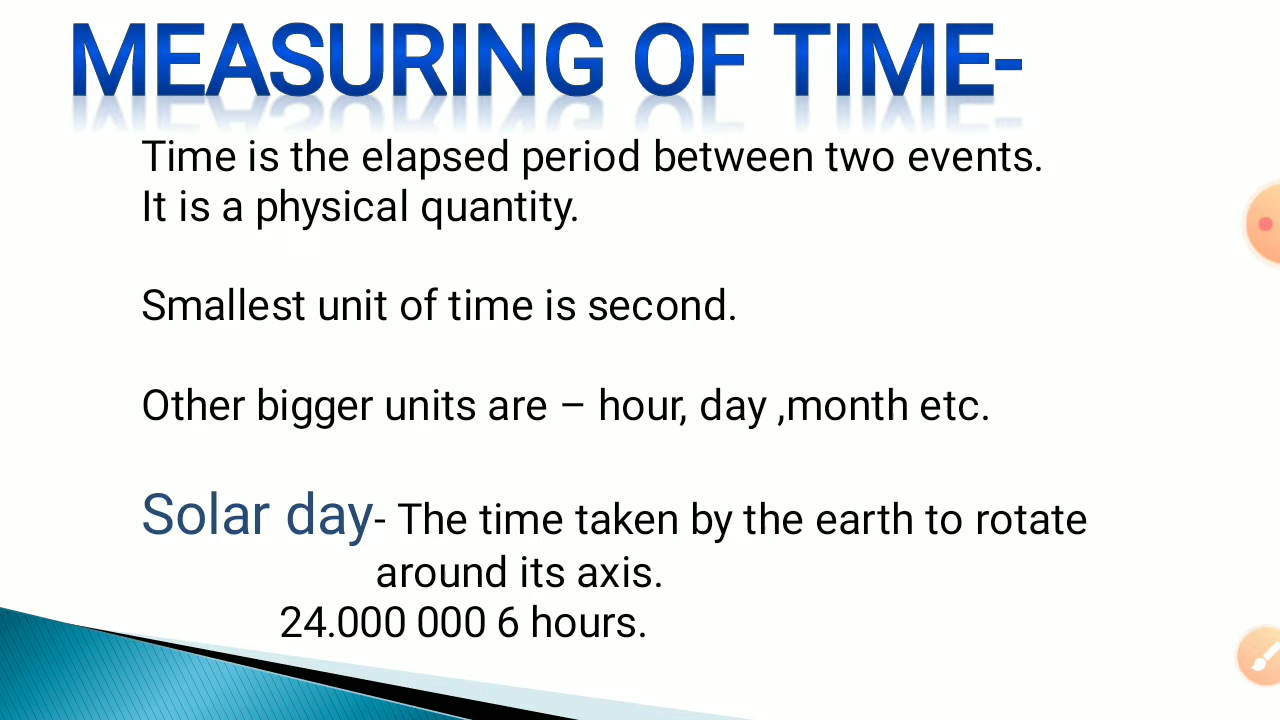 MEASURING OF TIME-
Time is the elapsed period between two events.
It is a physical quantity.
Smallest unit of time is second.
Other bigger units are – hour, day ,month etc.
Solar day- The time taken by the earth to rotate
around its axis.
24.000 000 6 hours.